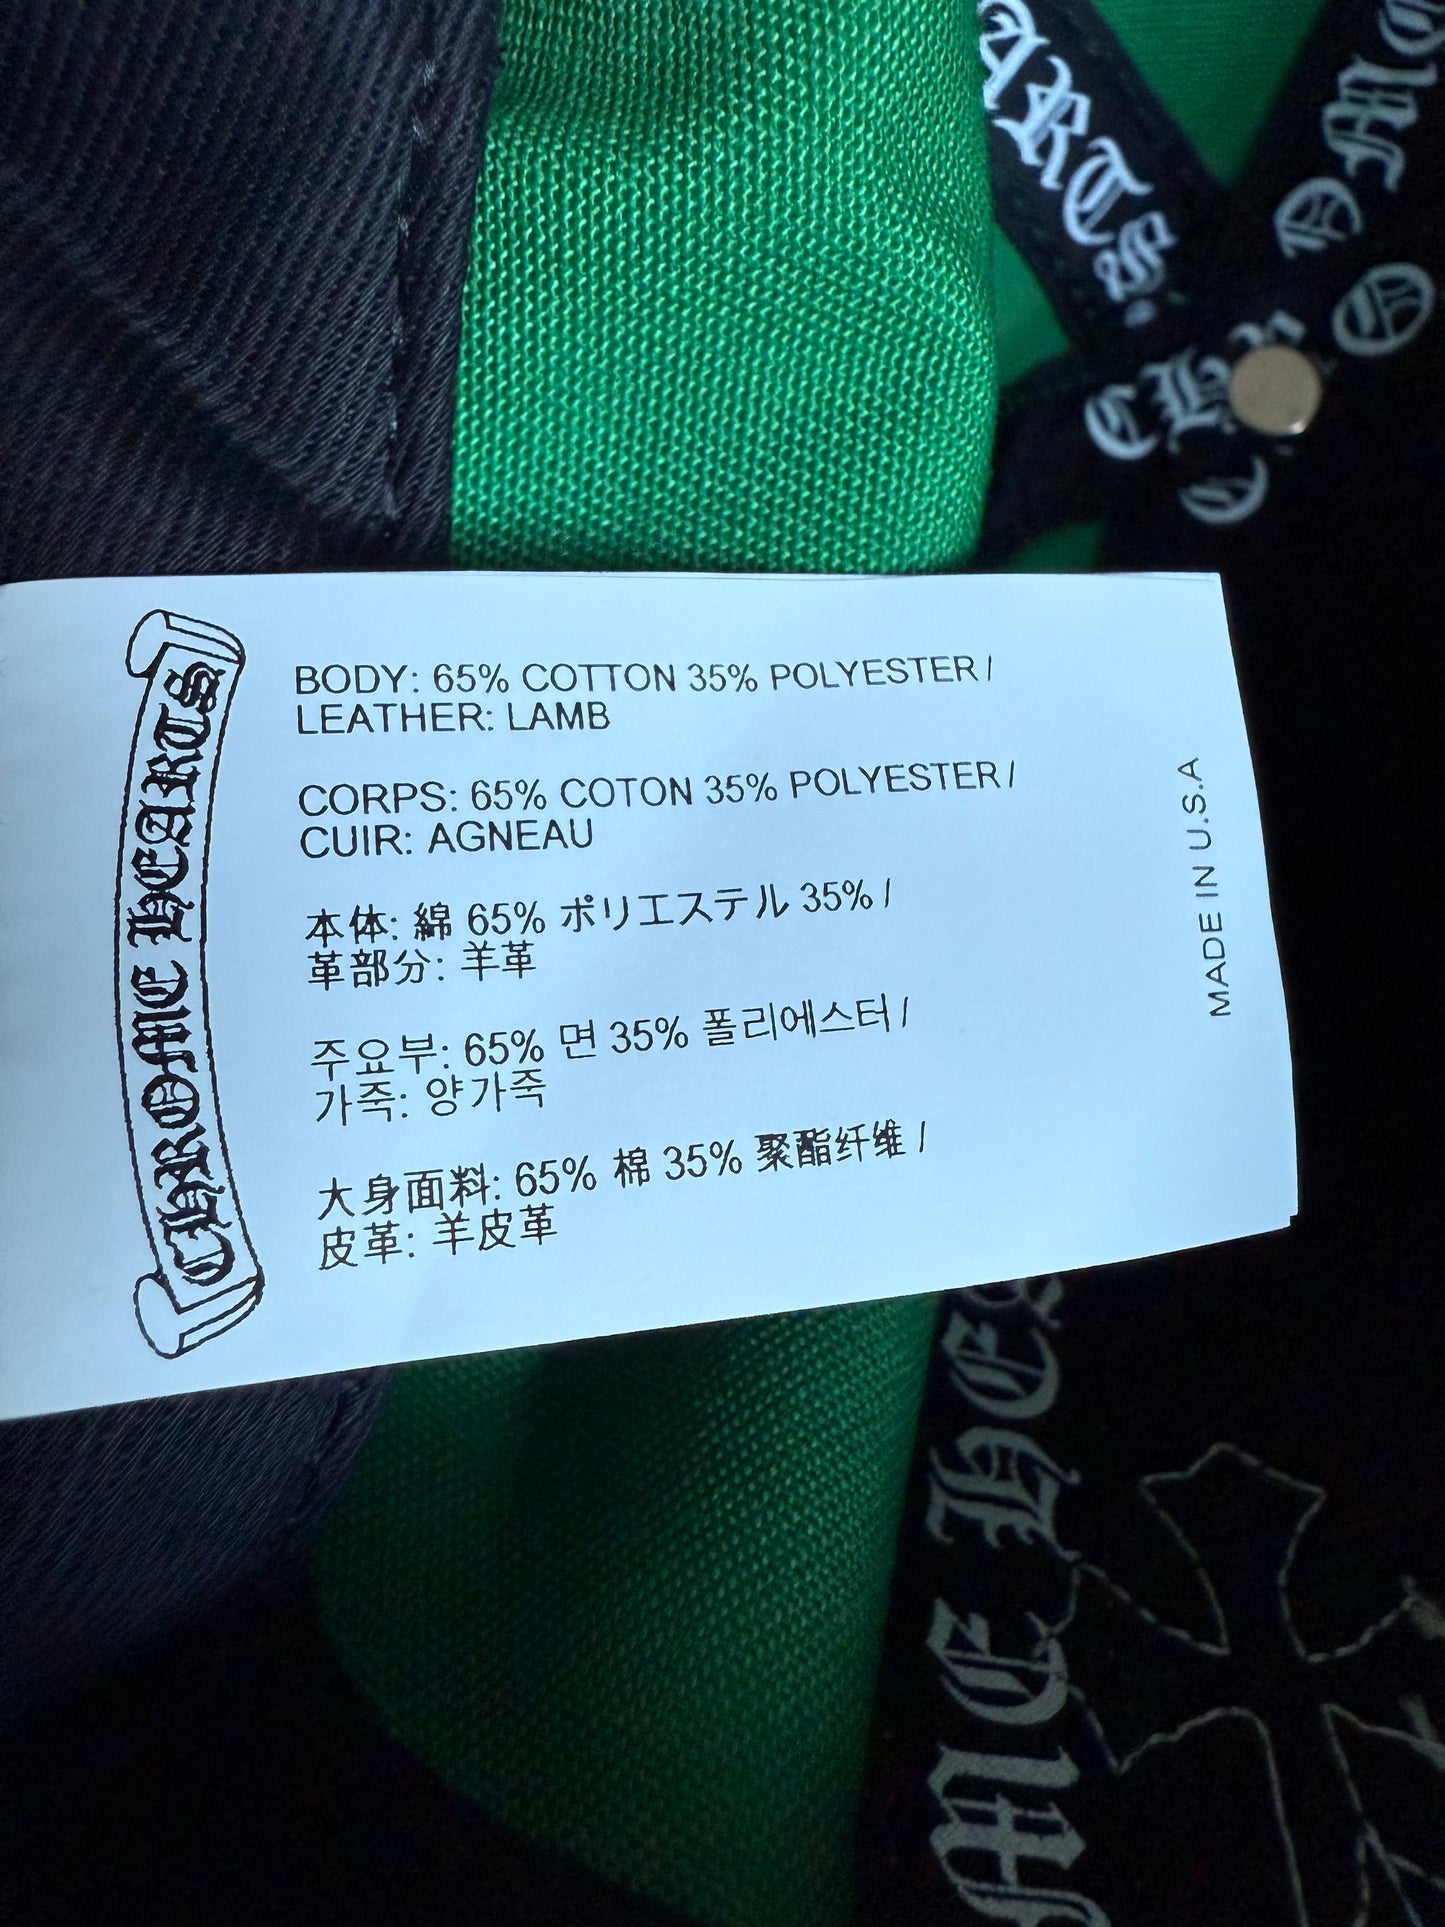 ARTS
CHROME HEARTS
BODY: 65% COTTON 35% POLYESTER /
LEATHER: LAMB
CORPS: 65% COTON 35% POLYESTER /
CUIR: AGNEAU
本体: 綿 65% ポリエステル 35% /
革部分: 羊革
주요부: 65% 면 35% 폴리에스터 /
가죽: 양가죽
大身面料: 65% 棉 35% 聚酯纤维 /
皮革: 羊皮革
MADE IN U.S.A
OME HE